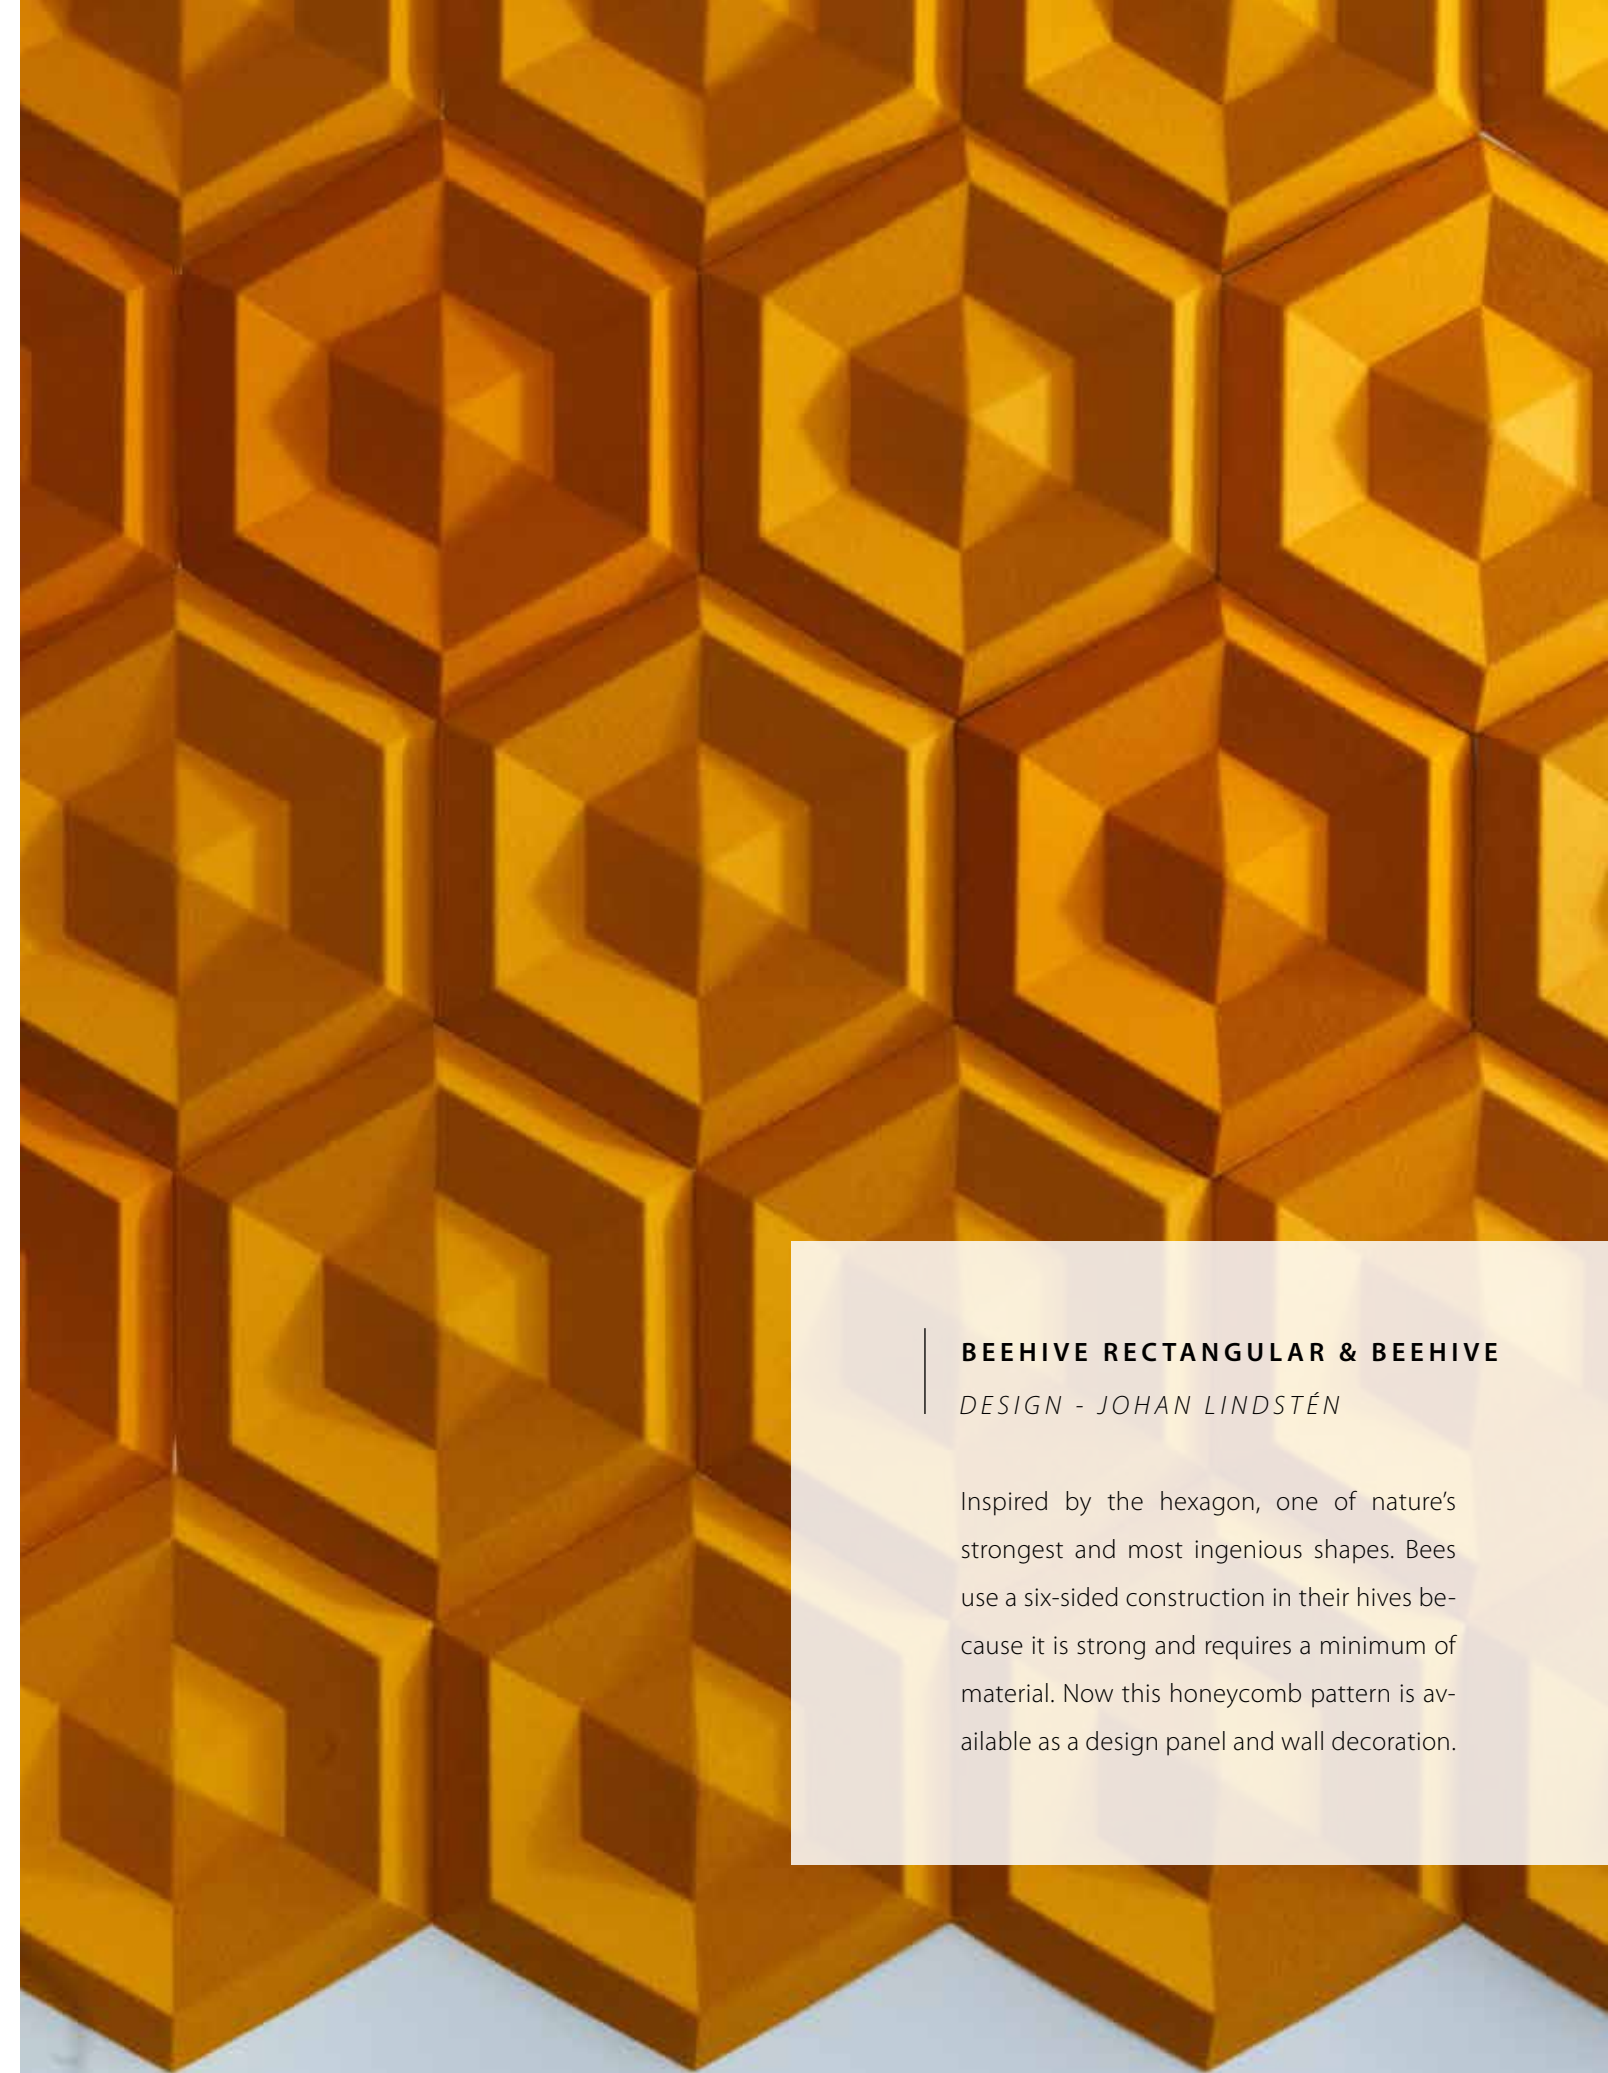 BEEHIVE RECTANGULAR & BEEHIVE
DESIGN - JOHAN LINDSTÉN
Inspired by the hexagon, one of nature’s
strongest and most ingenious shapes. Bees
use a six-sided construction in their hives be-
cause it is strong and requires a minimum of
material. Now this honeycomb pattern is av-
ailable as a design panel and wall decoration.